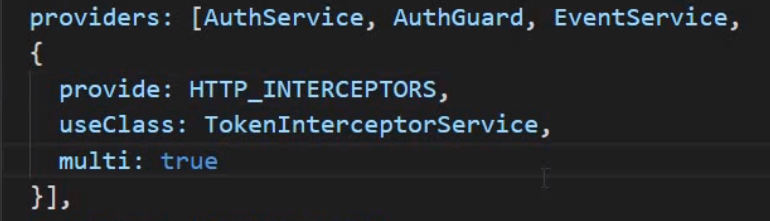 providers: [AuthService, AuthGuard, EventService,
{
provide: HTTP_INTERCEPTORS,
useClass: TokenInterceptorService,
multi: true
}],